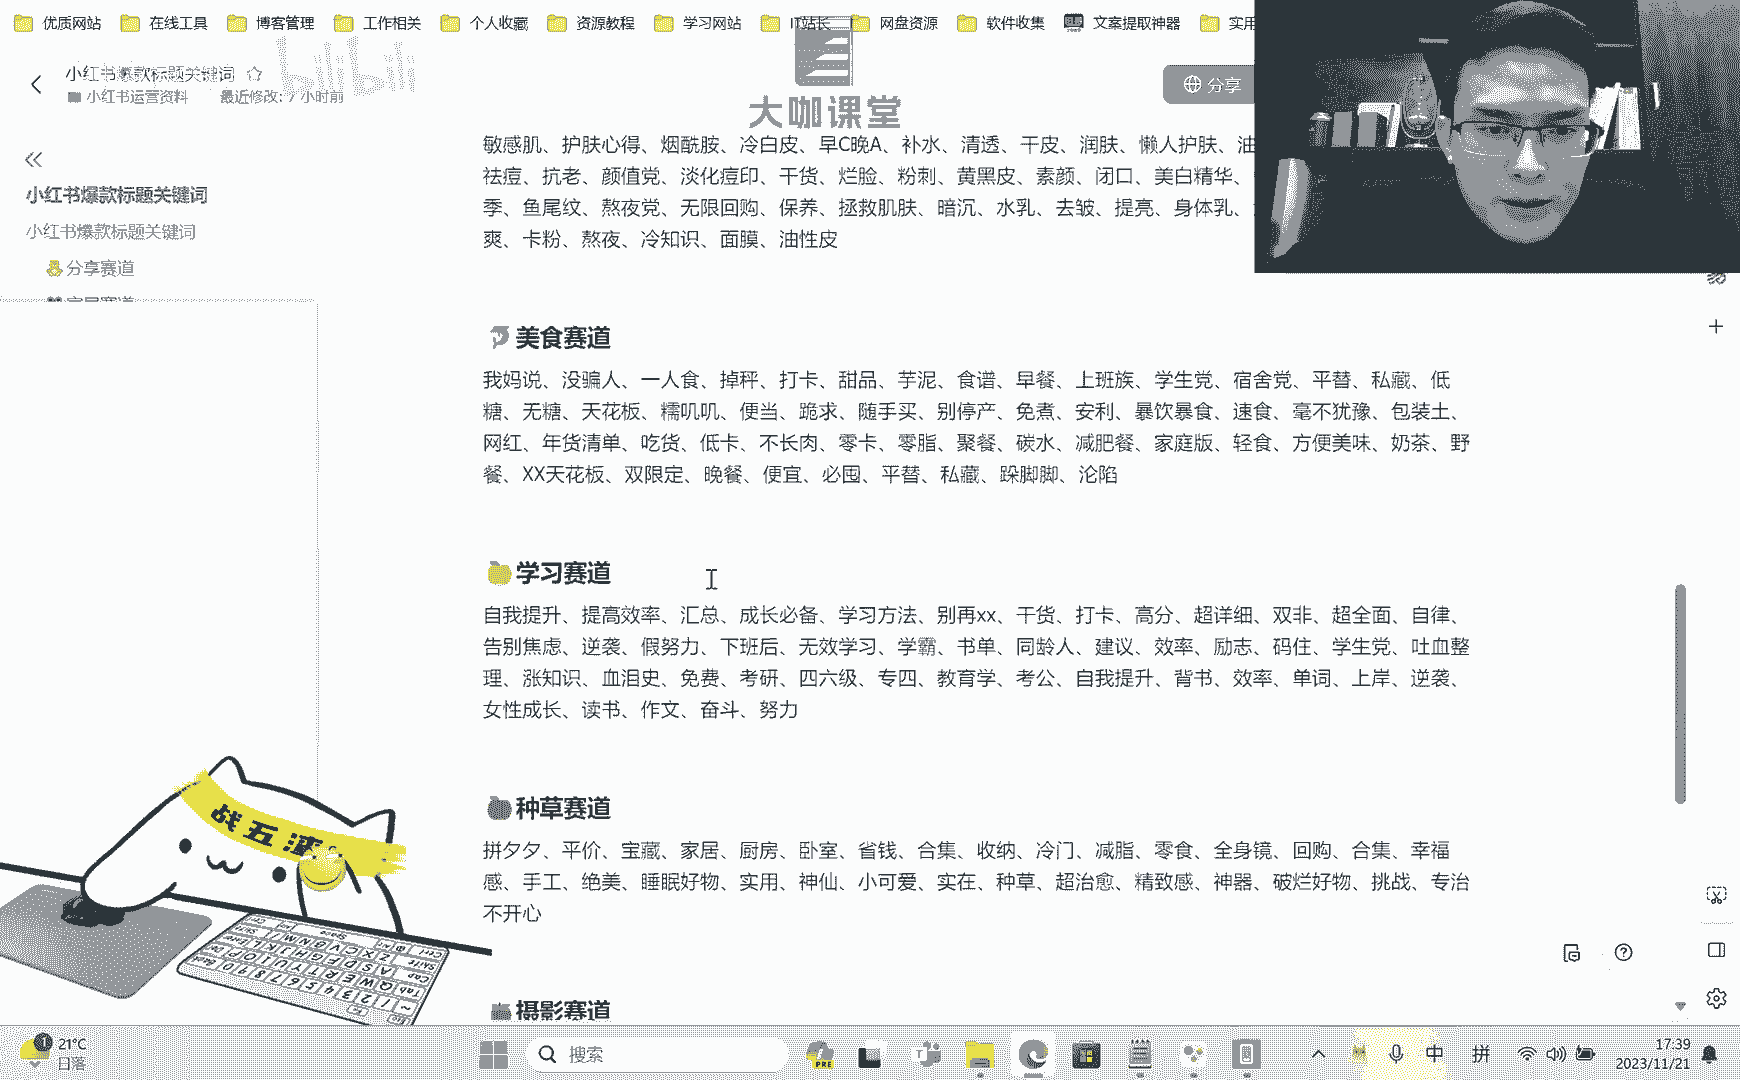 优质网站 在线工具 博客管理 工作相关 个人收藏 资源教程 学习网站 IT站长 网盘资源 软件收集 文案提取神器 实用
bilibili
小红书爆款标题关键词
小红书运营资料 最近修改: 7 小时前
分享
大咖课堂
小红书爆款标题关键词
小红书爆款标题关键词
分享赛道
敏感肌、护肤心得、烟酰胺、冷白皮、早C晚A、补水、清透、干皮、润肤、懒人护肤、油
祛痘、抗老、颜值党、淡化痘印、干货、烂脸、粉刺、黄黑皮、素颜、闭口、美白精华、
季、鱼尾纹、熬夜党、无限回购、保养、拯救肌肤、暗沉、水乳、去皱、提亮、身体乳、
爽、卡粉、熬夜、冷知识、面膜、油性皮
美食赛道
我妈说、没骗人、一人食、掉秤、打卡、甜品、芋泥、食谱、早餐、上班族、学生党、宿舍党、平替、私藏、低
糖、无糖、天花板、糯叽叽、便当、跪求、随手买、别停产、免煮、安利、暴饮暴食、速食、毫不犹豫、包装土、
网红、年货清单、吃货、低卡、不长肉、零卡、零脂、聚餐、碳水、减肥餐、家庭版、轻食、方便美味、奶茶、野
餐、XX天花板、双限定、晚餐、便宜、必囤、平替、私藏、跺脚脚、沦陷
学习赛道
自我提升、提高效率、汇总、成长必备、学习方法、别再xx、干货、打卡、高分、超详细、双非、超全面、自律、
告别焦虑、逆袭、假努力、下班后、无效学习、学霸、书单、同龄人、建议、效率、励志、码住、学生党、吐血整
理、涨知识、血泪史、免费、考研、四六级、专四、教育学、考公、自我提升、背书、效率、单词、上岸、逆袭、
女性成长、读书、作文、奋斗、努力
种草赛道
拼夕夕、平价、宝藏、家居、厨房、卧室、省钱、合集、收纳、冷门、减脂、零食、全身镜、回购、合集、幸福
感、手工、绝美、睡眠好物、实用、神仙、小可爱、实在、种草、超治愈、精致感、神器、破烂好物、挑战、专治
不开心
摄影赛道
战五渣
21°C
日落
搜索
PRE
中 拼
17:39
2023/11/21